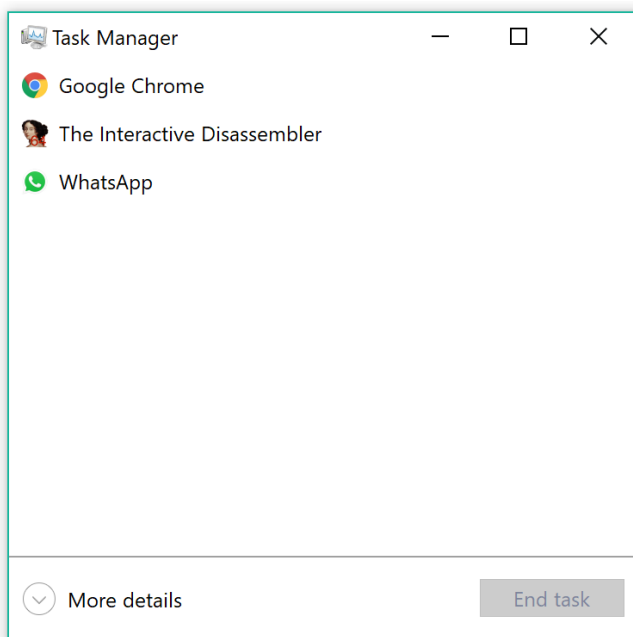 Task Manager
Google Chrome
The Interactive Disassembler
WhatsApp
More details
End task